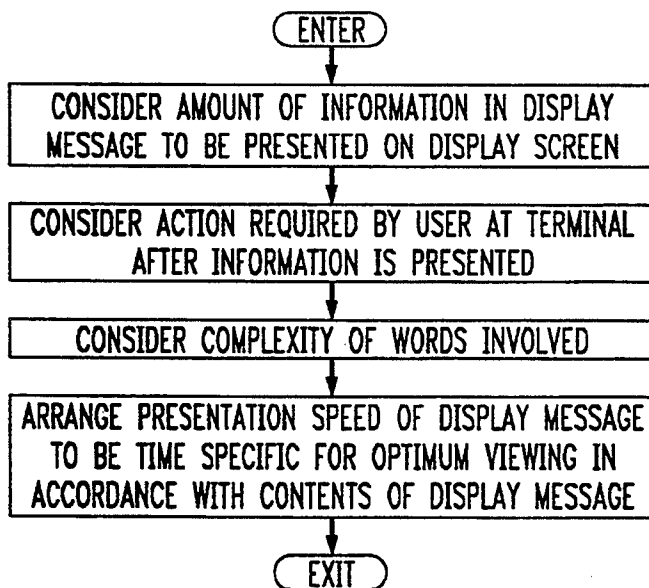 ENTER
CONSIDER AMOUNT OF INFORMATION IN DISPLAY
MESSAGE TO BE PRESENTED ON DISPLAY SCREEN
CONSIDER ACTION REQUIRED BY USER AT TERMINAL
AFTER INFORMATION IS PRESENTED
CONSIDER COMPLEXITY OF WORDS INVOLVED
ARRANGE PRESENTATION SPEED OF DISPLAY MESSAGE
TO BE TIME SPECIFIC FOR OPTIMUM VIEWING IN
ACCORDANCE WITH CONTENTS OF DISPLAY MESSAGE
EXIT